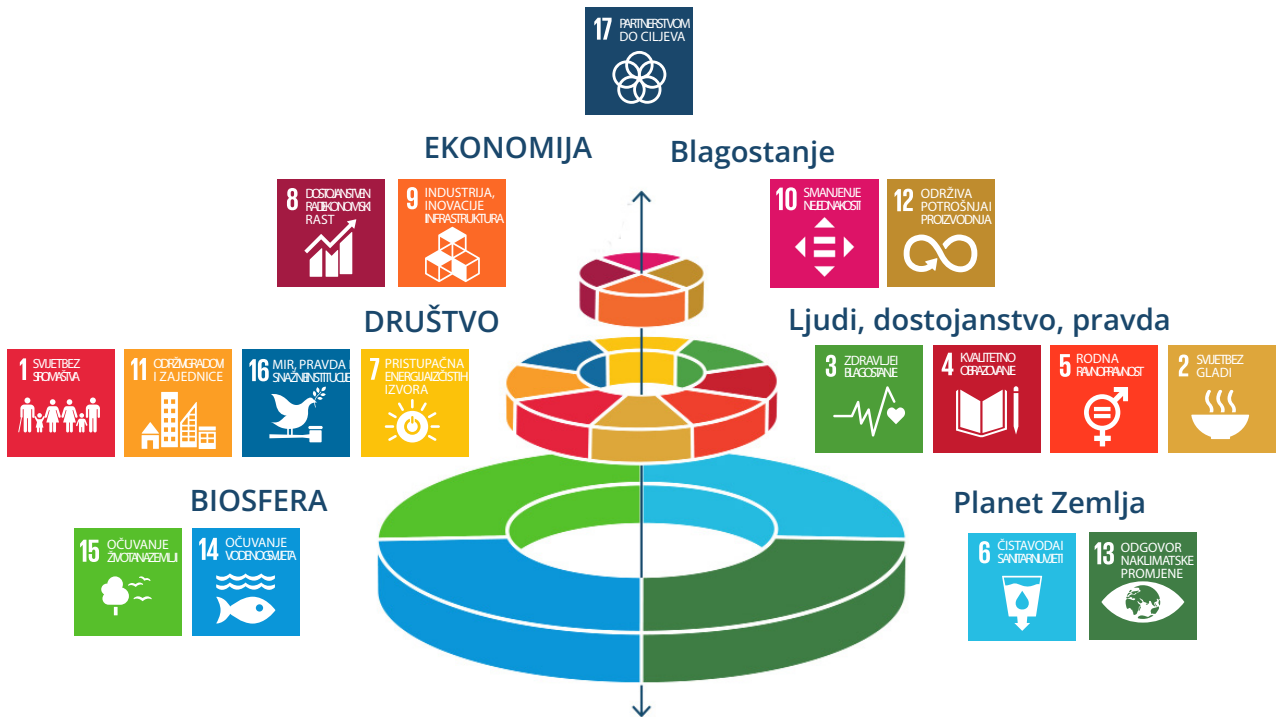 17 PARTNERSTVOM
DO CILJEVA
EKONOMIJA
Blagostanje
8 DOSTOJANSTVEN
RAD I EKONOMSKI
RAST
9 INDUSTRIJA,
INOVACIJE
INFRASTRUKTURA
10 SMANJENJE
NEJEDNAKOSTI
12 ODRŽIVA
POTROŠNJA I
PROIZVODNJA
DRUŠTVO
Ljudi, dostojanstvo, pravda
1 SVIJET BEZ
SIROMAŠTVA
11 ODRŽIVI GRADOVI
I ZAJEDNICE
16 MIR, PRAVDA I
SNAŽNE INSTITUCIJE
7 PRISTUPAČNA
ENERGIJA IZ ČISTIH
IZVORA
3 ZDRAVLJE I
BLAGOSTANJE
4 KVALITETNO
OBRAZOVANJE
5 RODNA
RAVNOPRAVNOST
2 SVIJET BEZ
GLADI
BIOSFERA
Planet Zemlja
15 OČUVANJE
ŽIVOTA NA ZEMLJI
14 OČUVANJE
VODENOG SVIJETA
6 ČISTA VODA I
SANITARNI UVJETI
13 ODGOVOR
NA KLIMATSKE
PROMJENE